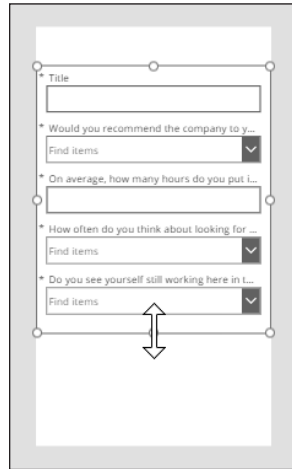 * Title
* Would you recommend the company to y...
Find items
* On average, how many hours do you put i...
* How often do you think about looking for ...
Find items
* Do you see yourself still working here in t...
Find items